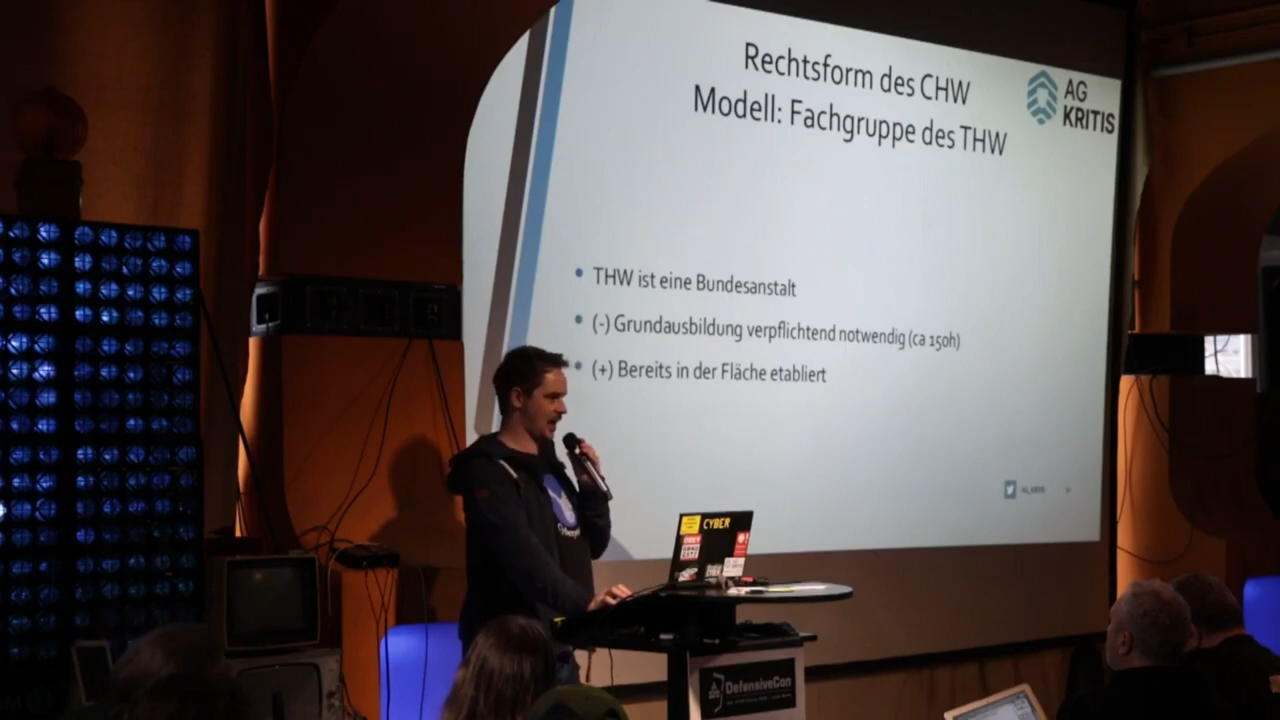 Rechtsform des CHW
Modell: Fachgruppe des THW
AG
KRITIS
THW ist eine Bundesanstalt
(-) Grundausbildung verpflichtend notwendig (ca 150h)
(+) Bereits in der Fläche etabliert
CYBER
DefensiveCon